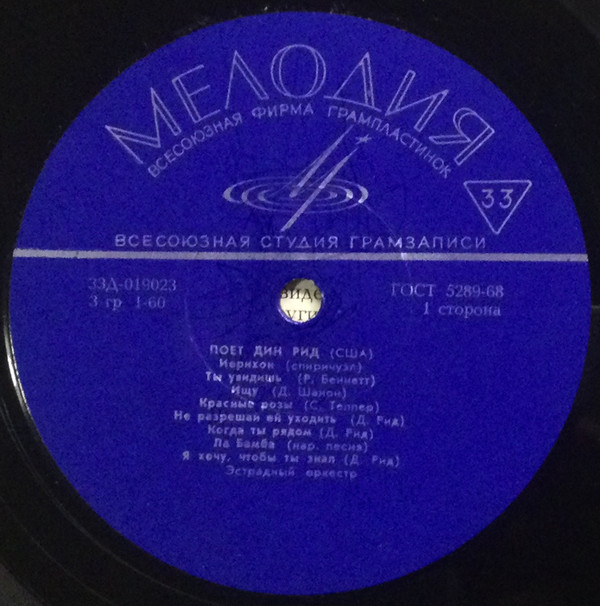 МЕЛОДИЯ
ВСЕСОЮЗНАЯ ФИРМА ГРАМПЛАСТИНОК
33
ВСЕСОЮЗНАЯ СТУДИЯ ГРАМЗАПИСИ
33Д-019023
3 гр. 1-60
ГОСТ 5289-68
1 сторона
ПОЕТ ДИН РИД (США)
Иерихон (спиричуэл)
Ты увидишь (Р. Беннетт)
Ищу (Д. Шанон)
Красные розы (С. Теппер)
Не разрешай ей уходить (Д. Рид)
Когда ты рядом (Д. Рид)
Ла Бамба (нар. песня)
Я хочу, чтобы ты знал (Д. Рид)
Эстрадный оркестр